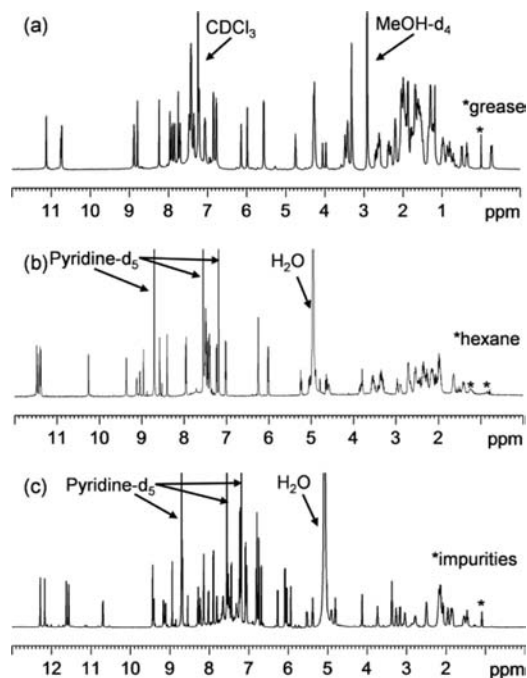 (a)
CDCl3
MeOH-d4
*grease
*
11 10 9 8 7 6 5 4 3 2 1 ppm
(b)
Pyridine-d5
H2O
*hexane
* *
11 10 9 8 7 6 5 4 3 2 1 ppm
(c)
Pyridine-d5
H2O
*impurities
*
12 11 10 9 8 7 6 5 4 3 2 1 ppm